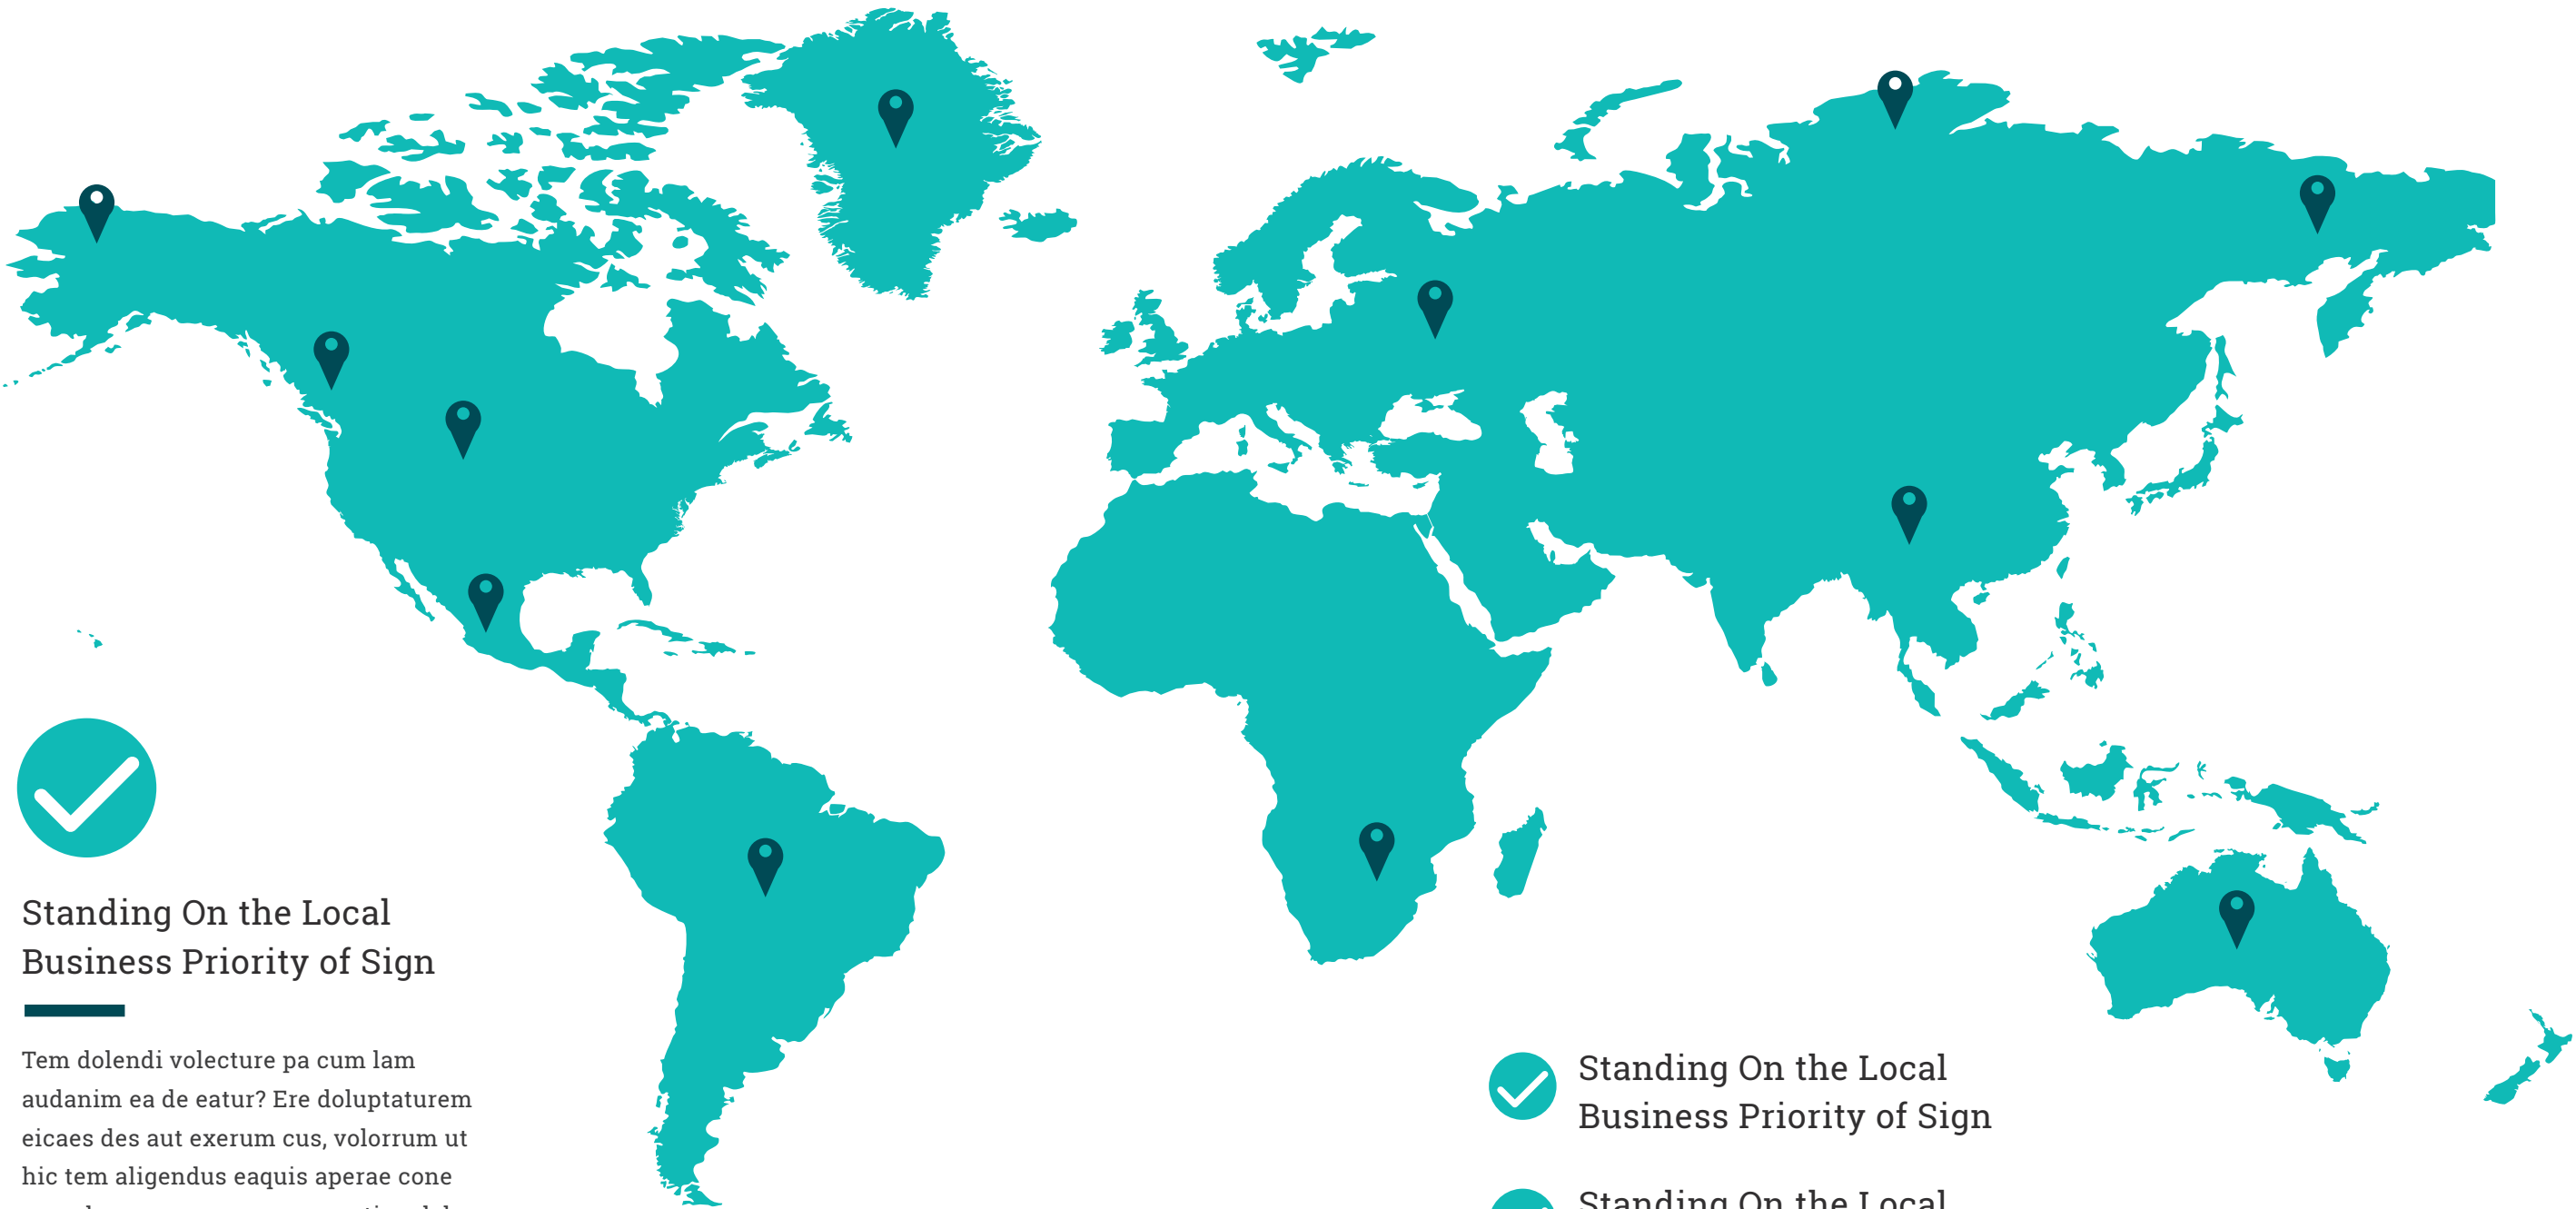 Standing On the Local
Business Priority of Sign
Tem dolendi volecture pa cum lam
audanim ea de eatur? Ere doluptaturem
eicaes des aut exerum cus, volorrum ut
hic tem aligendus eaquis aperae cone
Standing On the Local
Business Priority of Sign
Standing On the Local